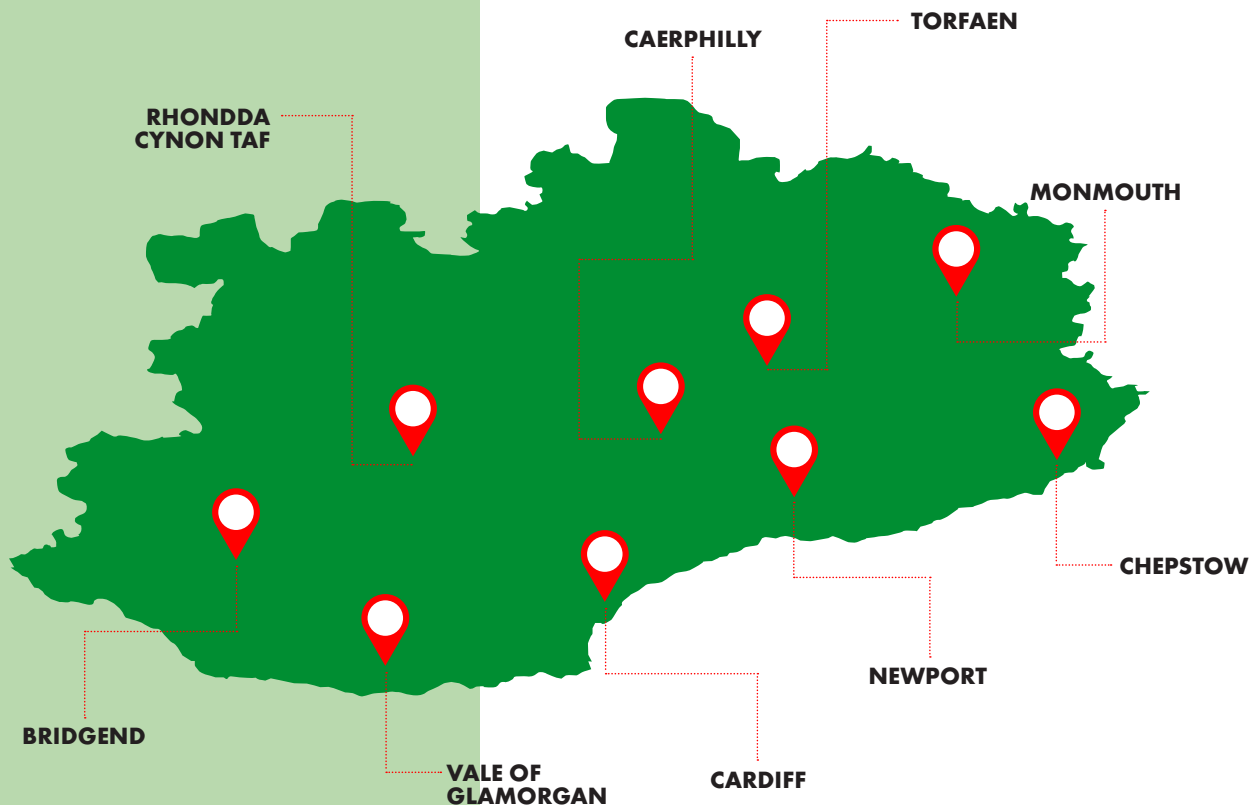 TORFAEN
CAERPHILLY
RHONDDA
CYNON TAF
MONMOUTH
CHEPSTOW
NEWPORT
BRIDGEND
VALE OF
GLAMORGAN
CARDIFF